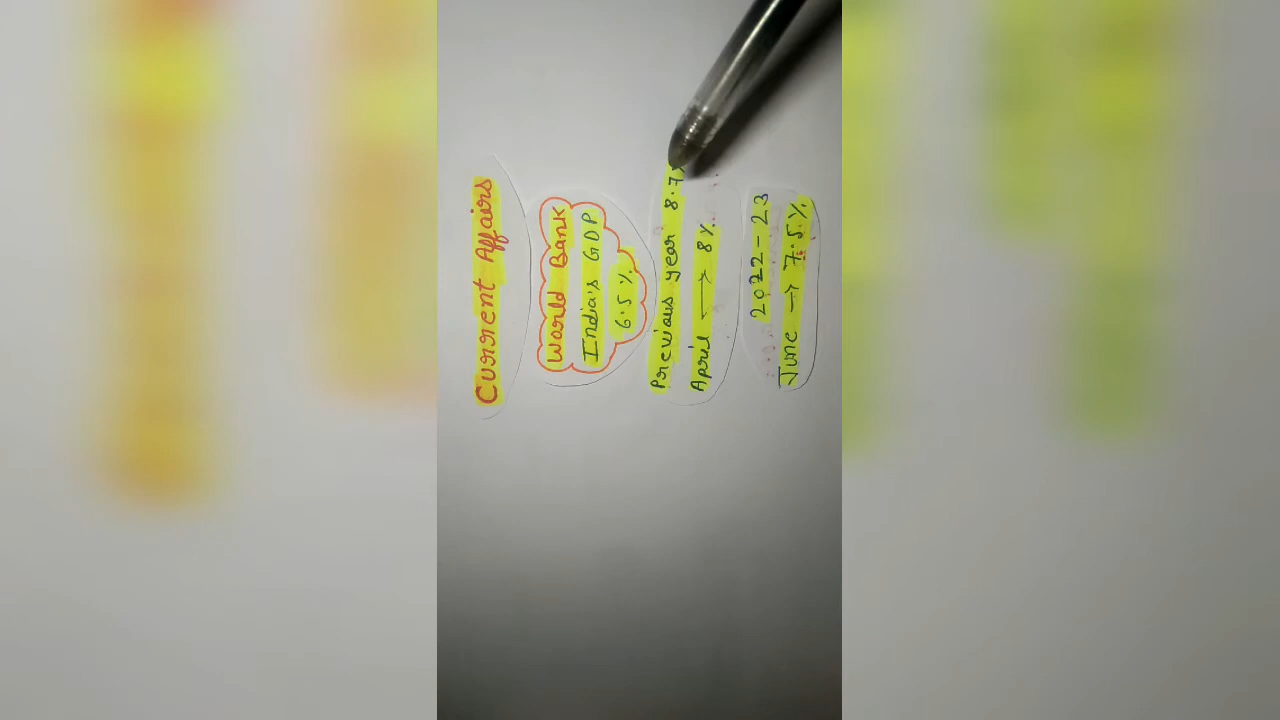 Current Affairs
World Bank
India's GDP
6.5%
Previous year 8.7
April → 8%
2022-23
June → 7.5%